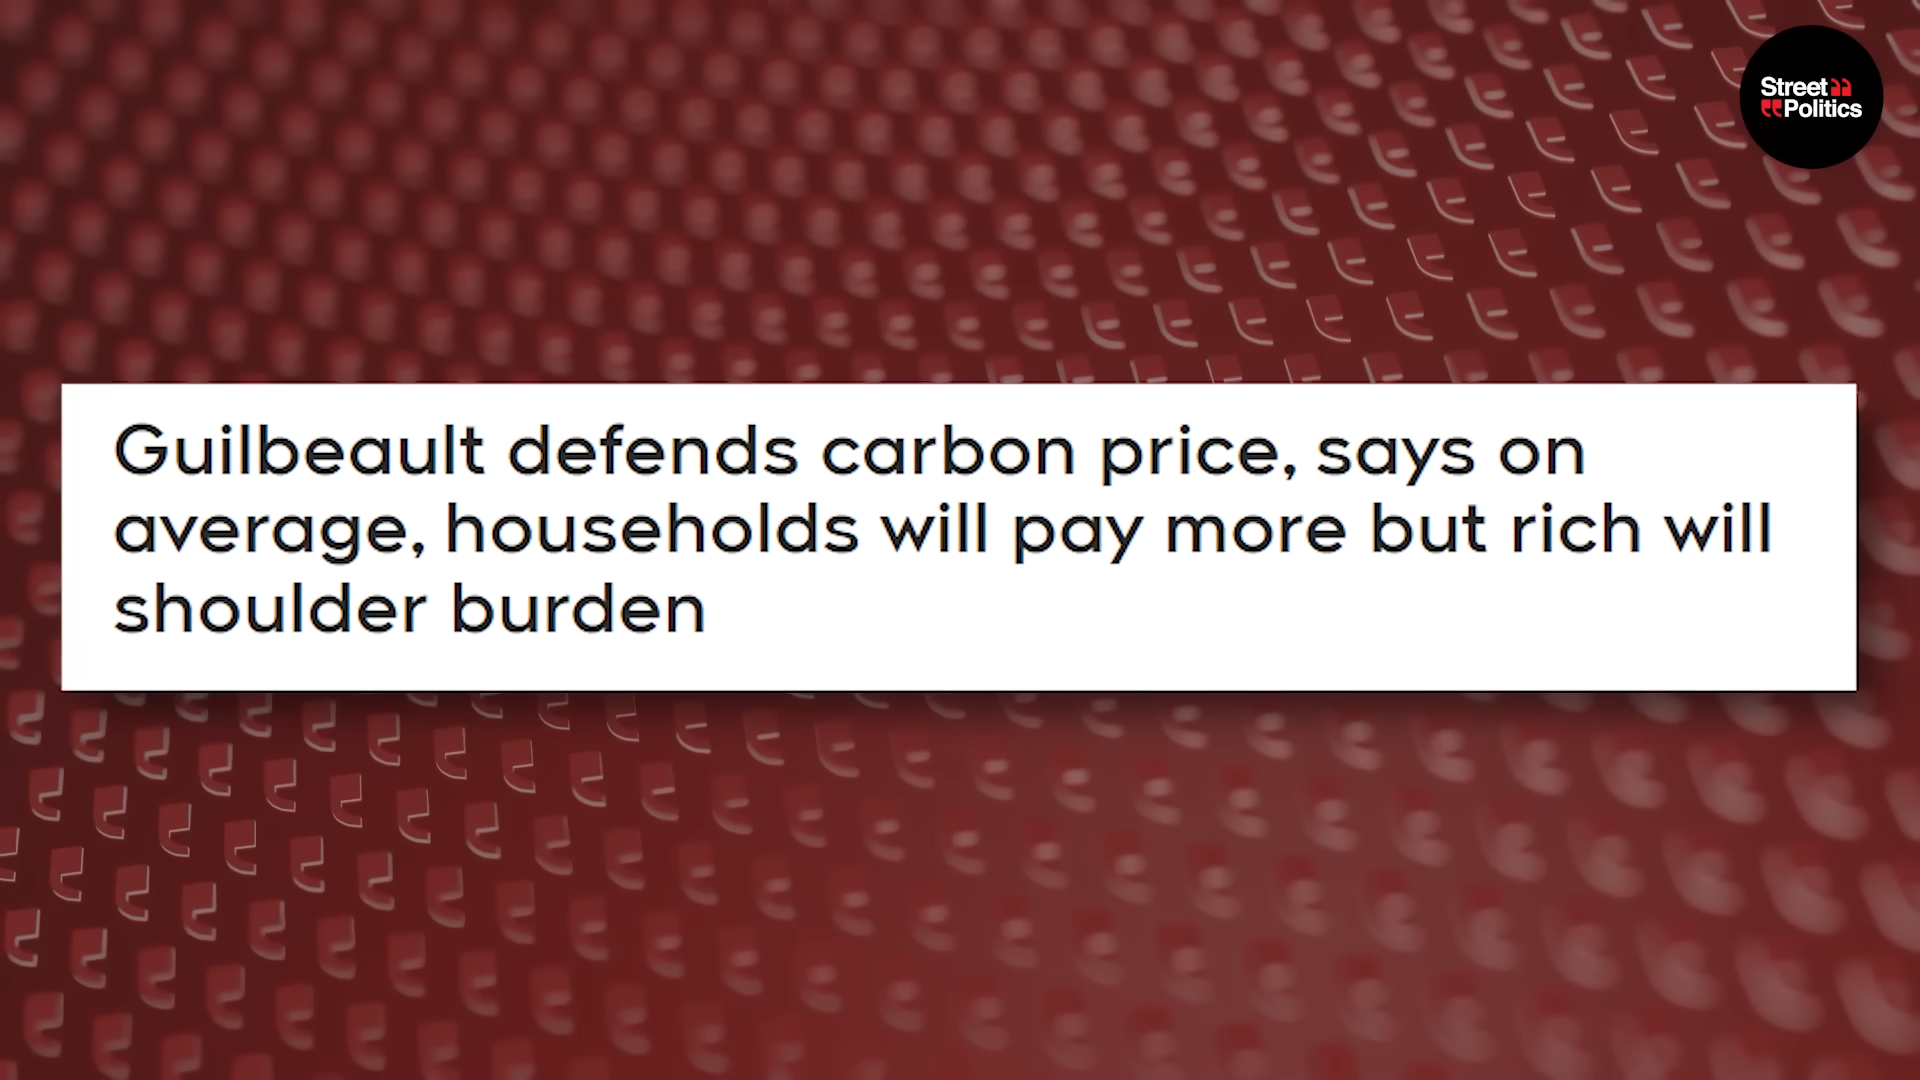 Street
Politics
Guilbeault defends carbon price, says on
average, households will pay more but rich will
shoulder burden